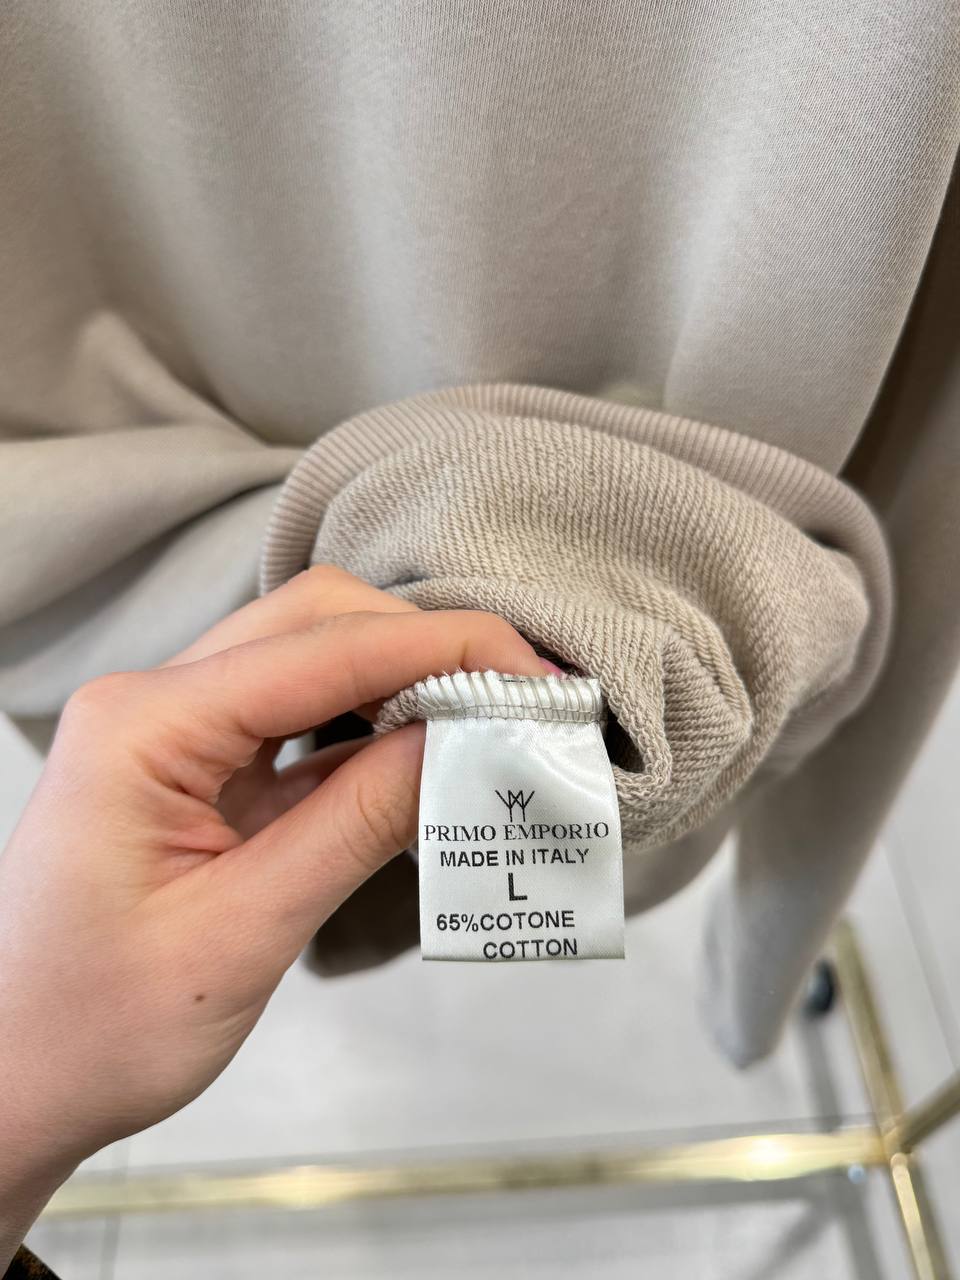 PRIMO EMPORIO
MADE IN ITALY
L
65%COTONE
COTTON